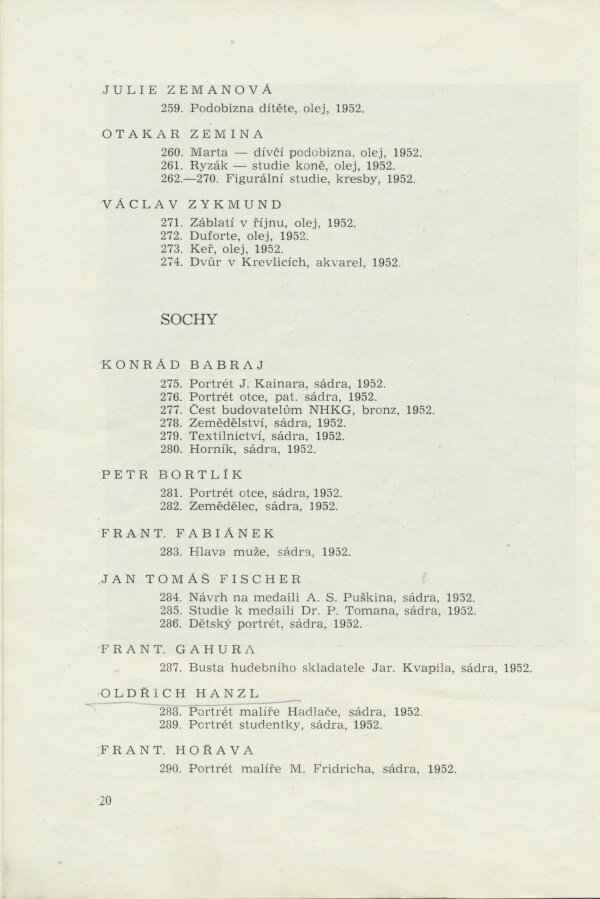 JULIE ZEMANOVÁ
259. Podobizna dítěte, olej, 1952.
OTAKAR ZEMINA
260. Marta — dívčí podobizna, olej, 1952.
261. Ryzák — studie koně, olej, 1952.
262.—270. Figurální studie, kresby, 1952.
VÁCLAV ZYKMUND
271. Záblatí v říjnu, olej, 1952.
272. Duforte, olej, 1952.
273. Keř, olej, 1952.
274. Dvůr v Krevlicích, akvarel, 1952.
SOCHY
KONRÁD BABRAJ
275. Portrét J. Kainara, sádra, 1952.
276. Portrét otce, pat. sádra, 1952.
277. Čest budovatelům NHKG, bronz, 1952.
278. Zemědělství, sádra, 1952.
279. Textilnictví, sádra, 1952.
280. Horník, sádra, 1952.
PETR BORTLÍK
281. Portrét otce, sádra, 1952.
282. Zemědělec, sádra, 1952.
FRANT. FABIÁNEK
283. Hlava muže, sádra, 1952.
JAN TOMÁŠ FISCHER
284. Návrh na medaili A. S. Puškina, sádra, 1952.
285. Studie k medaili Dr. P. Tomana, sádra, 1952.
286. Dětský portrét, sádra, 1952.
FRANT. GAHURA
287. Busta hudebního skladatele Jar. Kvapila, sádra, 1952.
OLDŘICH HANZL
288. Portrét malíře Hadlače, sádra, 1952.
289. Portrét studentky, sádra, 1952.
FRANT. HOŘAVA
290. Portrét malíře M. Fridricha, sádra, 1952.
20